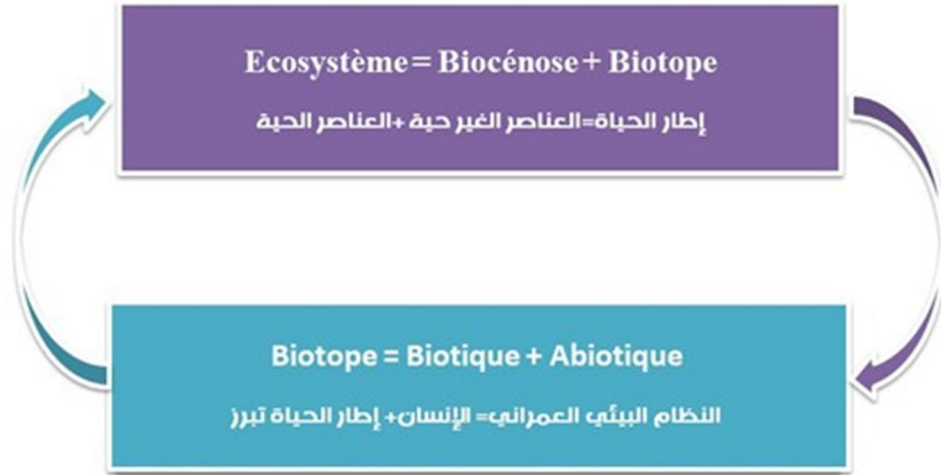 Ecosystème= Biocénose+ Biotope
إطار الحياة=العناصر الغير حية +العناصر الحية
Biotope = Biotique + Abiotique
النظام البيئي العمراني= الإنسان+ إطار الحياة تبرز